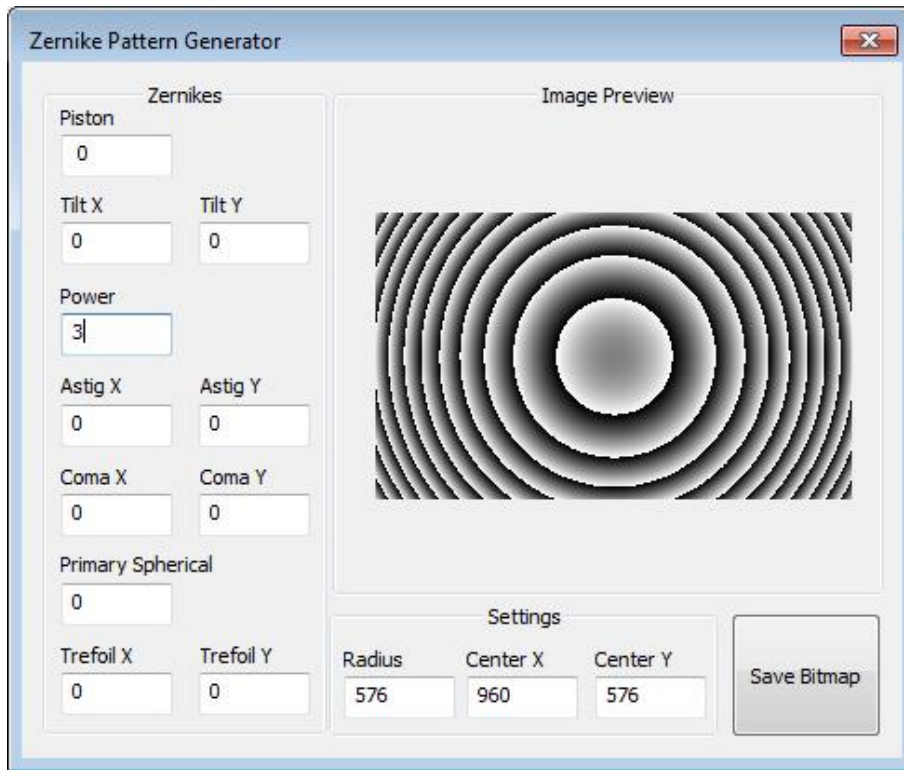 Zernike Pattern Generator
Zernikes
Piston
0
Tilt X Tilt Y
0 0
Power
3
Astig X Astig Y
0 0
Coma X Coma Y
0 0
Primary Spherical
0
Trefoil X Trefoil Y
0 0
Image Preview
Settings
Radius Center X Center Y
576 960 576
Save Bitmap